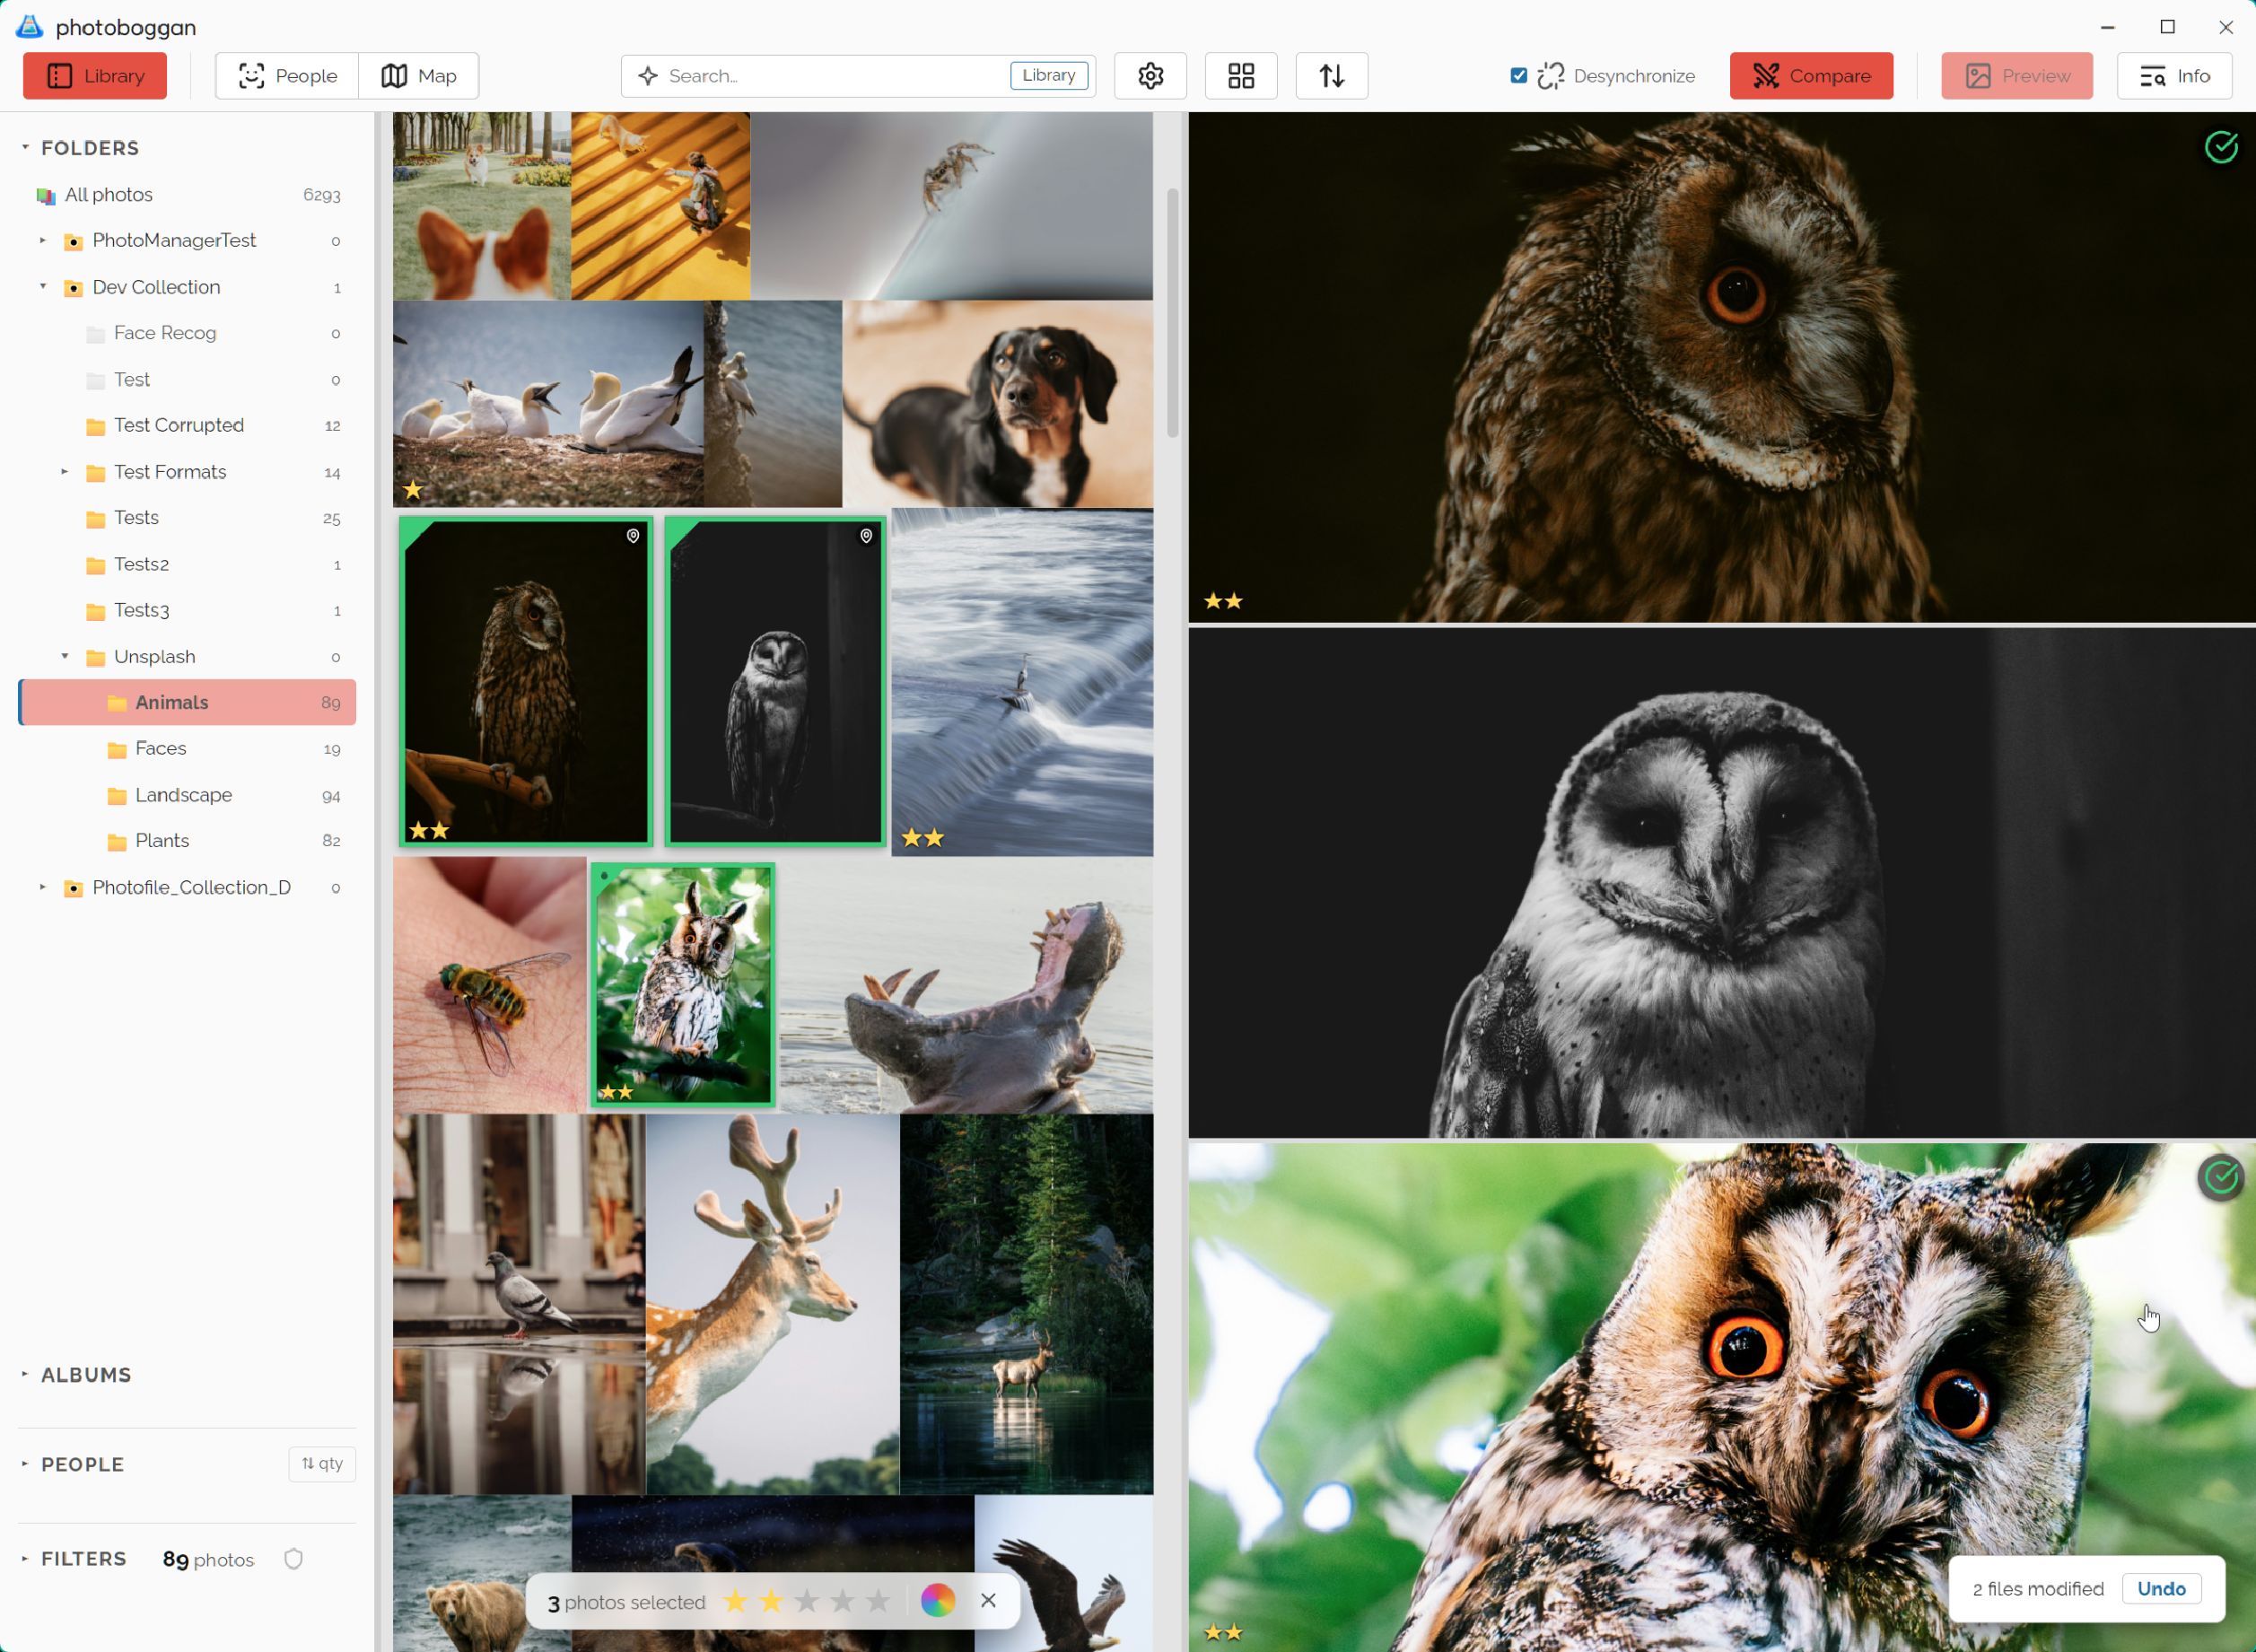 photoboggan
Library
People
Map
Search...
Library
Desynchronize
Compare
Preview
Info
FOLDERS
All photos 6293
PhotoManagerTest 0
Dev Collection 1
Face Recog 0
Test 0
Test Corrupted 12
Test Formats 14
Tests 25
Tests2 1
Tests3 1
Unsplash 0
Animals 89
Faces 19
Landscape 94
Plants 82
Photofile_Collection_D 0
ALBUMS
PEOPLE
qty
FILTERS 89 photos
3 photos selected
2 files modified Undo